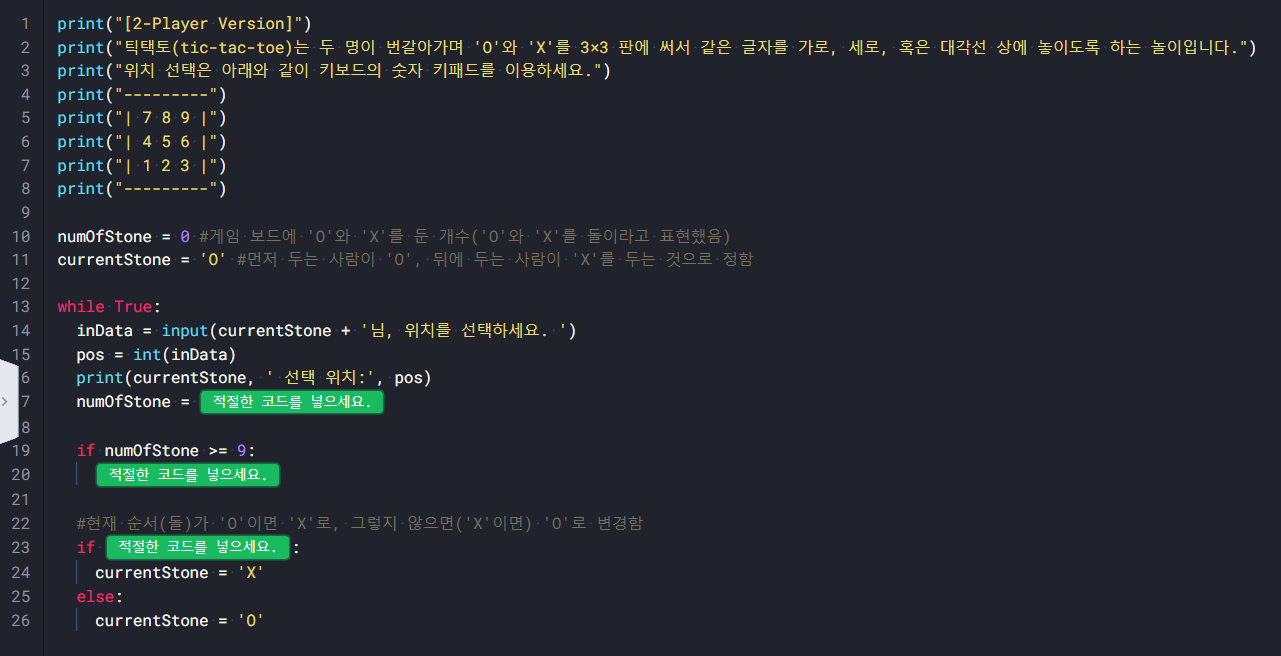 1 print("[2-Player Version]")
2 print("틱택토(tic-tac-toe)는 두 명이 번갈아가며 'O'와 'X'를 3×3 판에 써서 같은 글자를 가로, 세로, 혹은 대각선 상에 놓이도록 하는 놀이입니다.")
3 print("위치 선택은 아래와 같이 키보드의 숫자 키패드를 이용하세요.")
4 print("---------")
5 print("| 7 8 9 |")
6 print("| 4 5 6 |")
7 print("| 1 2 3 |")
8 print("---------")
9
10 numOfStone = 0 #게임 보드에 'O'와 'X'를 둔 개수('O'와 'X'를 돌이라고 표현했음)
11 currentStone = 'O' #먼저 두는 사람이 'O', 뒤에 두는 사람이 'X'를 두는 것으로 정함
12
13 while True:
14 inData = input(currentStone + '님, 위치를 선택하세요. ')
15 pos = int(inData)
6 print(currentStone, ' 선택 위치:', pos)
7 numOfStone = 적절한 코드를 넣으세요.
8
19 if numOfStone >= 9:
20 적절한 코드를 넣으세요.
21
22 #현재 순서(돌)가 'O'이면 'X'로, 그렇지 않으면('X'이면) 'O'로 변경함
23 if 적절한 코드를 넣으세요. :
24 currentStone = 'X'
25 else:
26 currentStone = 'O'